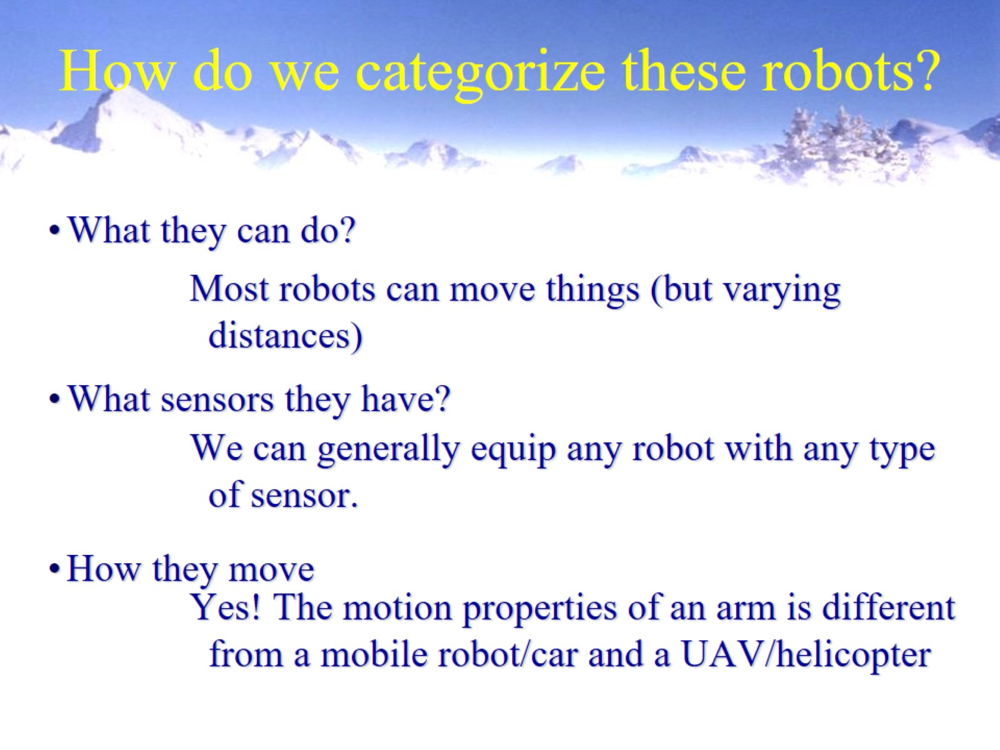 How do we categorize these robots?
• What they can do?
Most robots can move things (but varying
distances)
• What sensors they have?
We can generally equip any robot with any type
of sensor.
• How they move
Yes! The motion properties of an arm is different
from a mobile robot/car and a UAV/helicopter